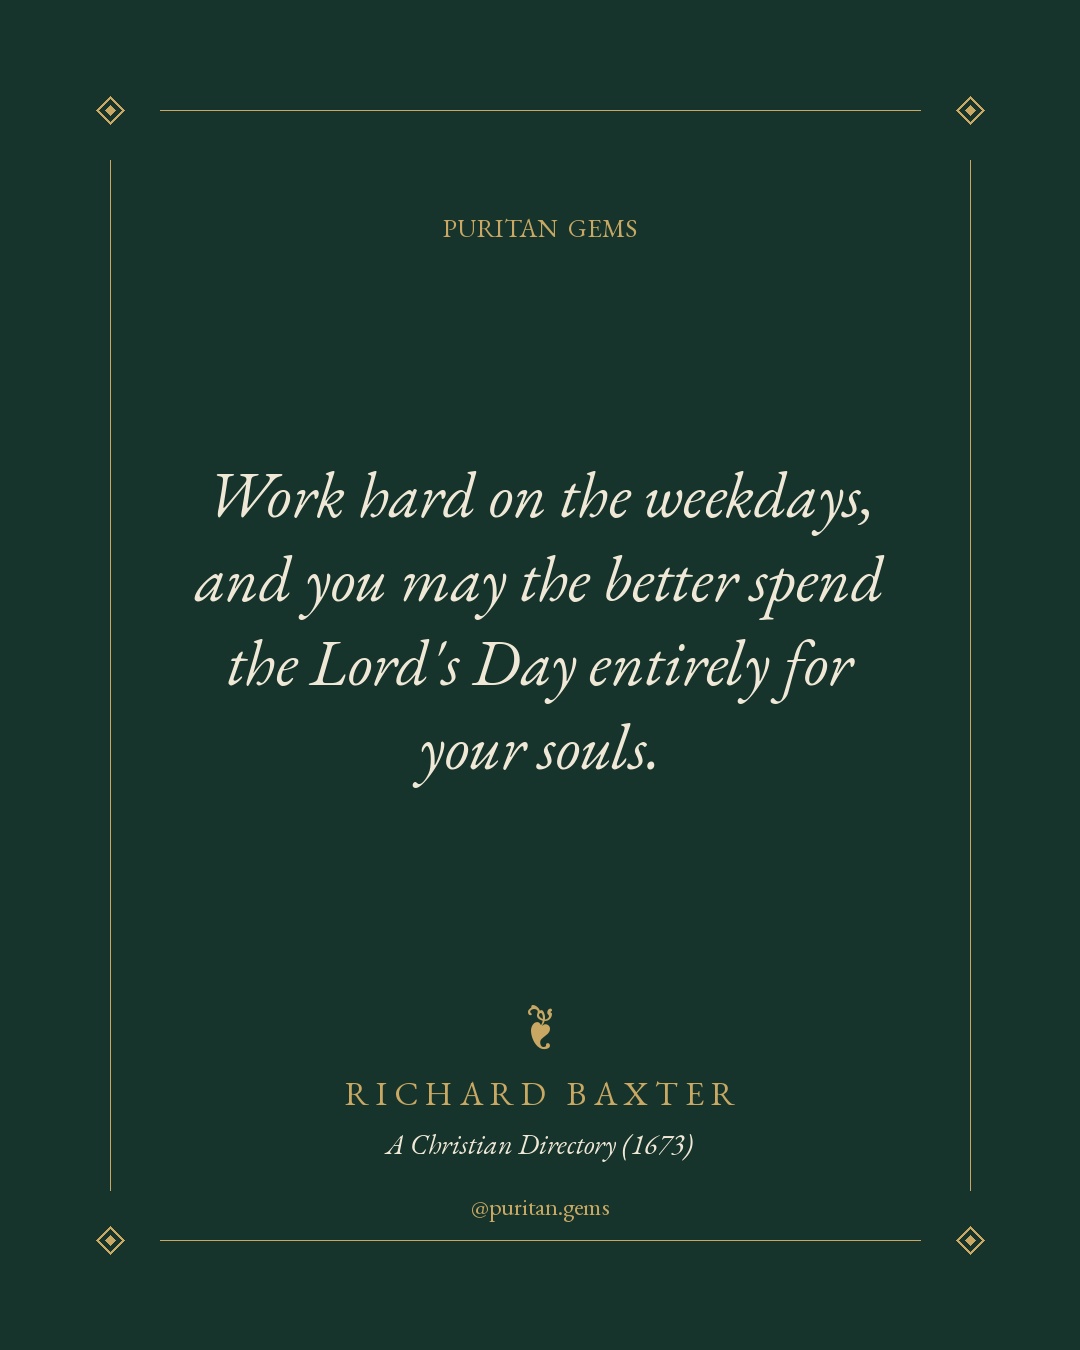 PURITAN GEMS
Work hard on the weekdays,
and you may the better spend
the Lord's Day entirely for
your souls.
RICHARD BAXTER
A Christian Directory (1673)
@puritan.gems